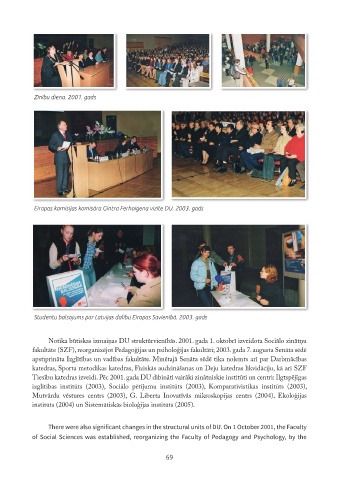 Zinību diena, 2001. gads
Eiropas komisijas komisāra Gintra Ferhoigena vizīte DU, 2003. gads
Studentu balsojums par Latvijas dalību Eiropas Savienībā, 2003. gads
Notika būtiskas izmaiņas DU struktūrvienībās. 2001. gada 1. oktobrī izveidota Sociālo zinātņu
fakultāte (SZF), reorganizējot Pedagoģijas un psiholoģijas fakultāti; 2003. gada 7. augusta Senāta sēdē
apstiprināta Izglītības un vadības fakultāte. Minētajā Senāta sēdē tika nolemts arī par Darbmācības
katedras, Sporta metodikas katedras, Fiziskās audzināšanas un Deju katedras likvidāciju, kā arī SZF
Tiesību katedras izveidi. Pēc 2001. gada DU dibināti vairāki zinātniskie institūti un centri: Ilgtspējīgas
izglītības institūts (2003), Sociālo pētījumu institūts (2003), Komparatīvistikas institūts (2003),
Mutvārdu vēstures centrs (2003), G. Liberta Inovatīvās mikroskopijas centrs (2004), Ekoloģijas
institūts (2004) un Sistemātiskās bioloģijas institūts (2005).
There were also significant changes in the structural units of DU. On 1 October 2001, the Faculty
of Social Sciences was established, reorganizing the Faculty of Pedagogy and Psychology, by the
69